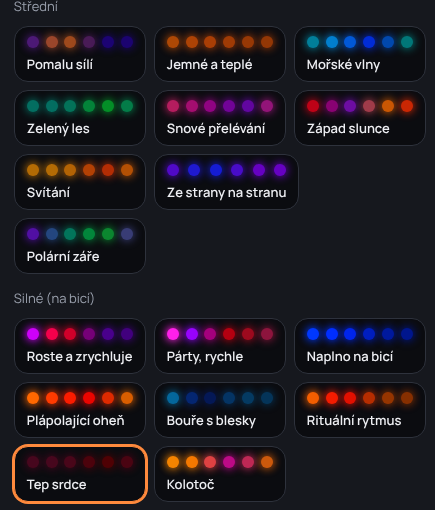 Střední
Pomalu sílí
Jemné a teplé
Mořské vlny
Zelený les
Snové přelévání
Západ slunce
Svítání
Ze strany na stranu
Polární záře
Silné (na bicí)
Roste a zrychluje
Párty, rychle
Naplno na bicí
Plápolající oheň
Bouře s blesky
Rituální rytmus
Tep srdce
Kolotoč